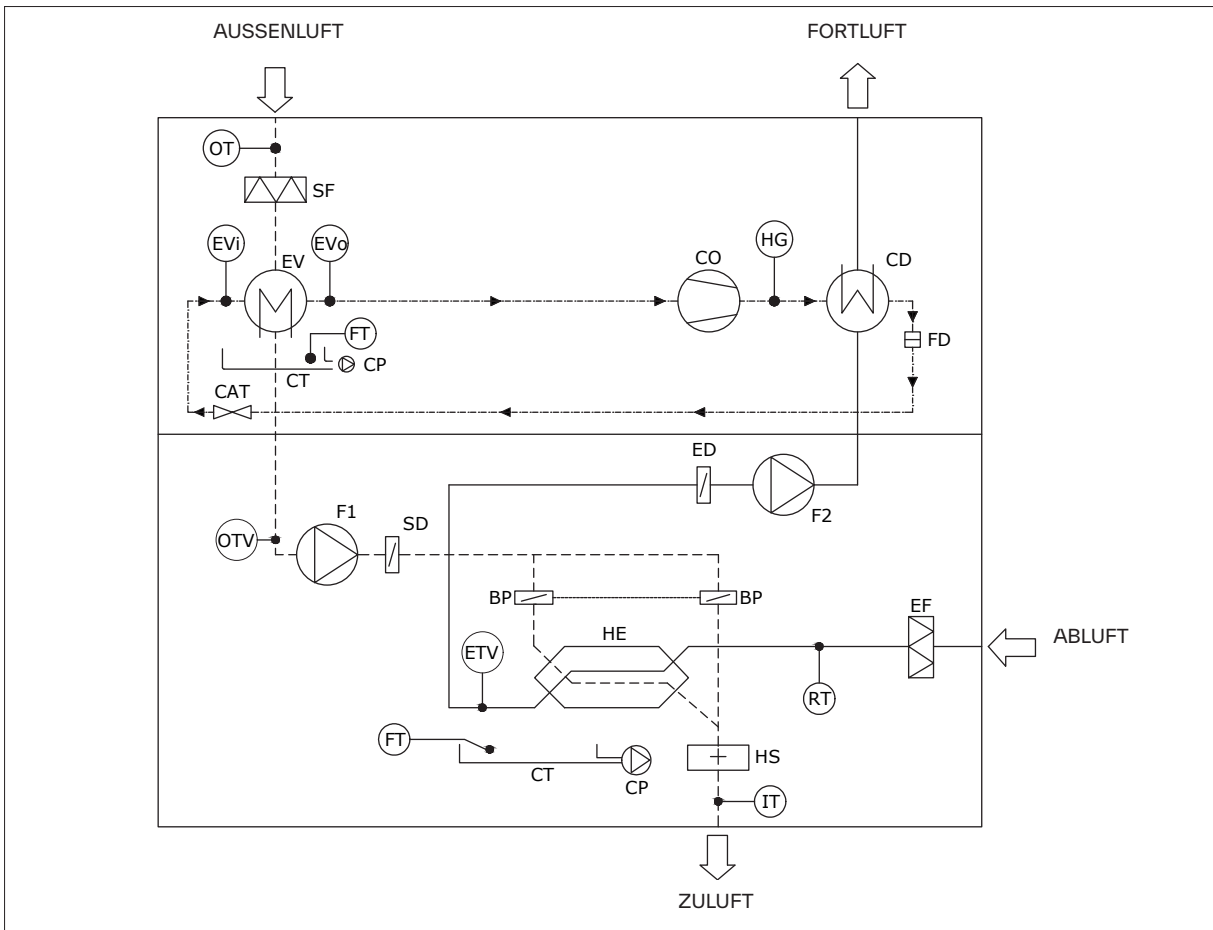 AUSSENLUFT
FORTLUFT
OT
SF
EVi
EVo
HG
EV
CO
CD
FT
FD
CP
CT
CAT
ED
F1
SD
F2
OTV
BP
BP
EF
HE
ABLUFT
ETV
RT
FT
HS
CT
CP
IT
ZULUFT